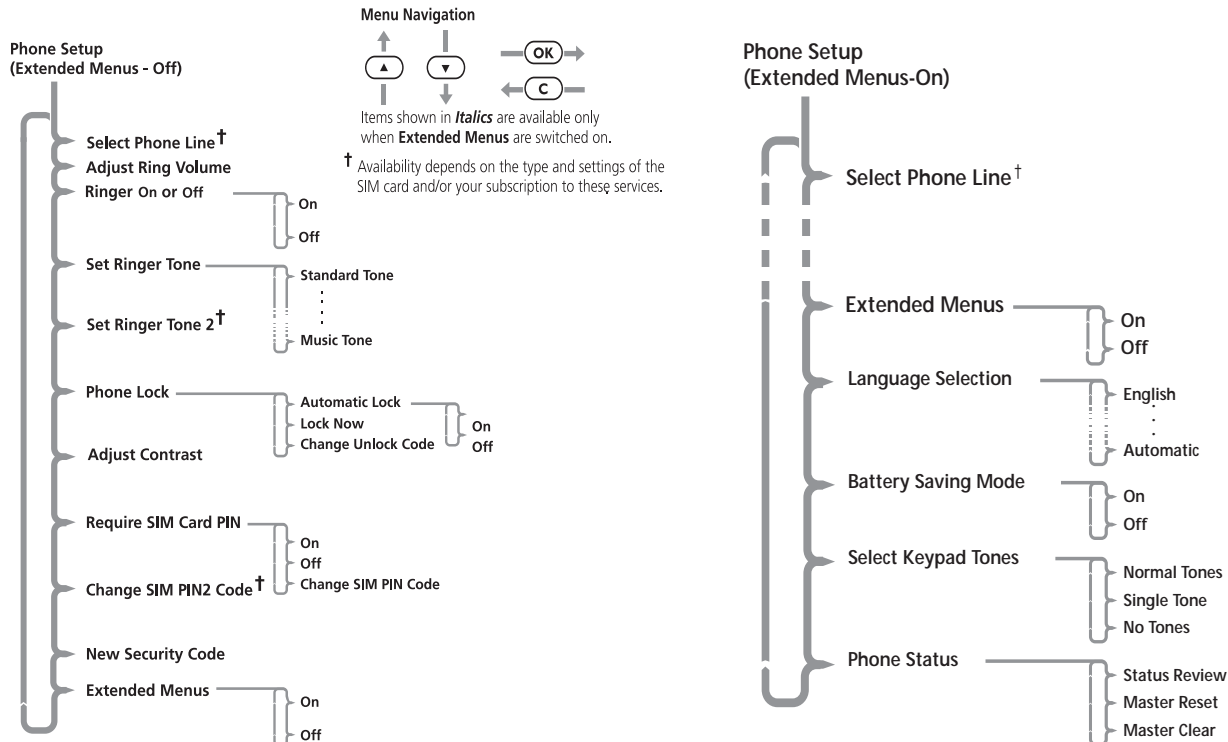 Menu Navigation
OK
C
Items shown in Italics are available only
when Extended Menus are switched on.
† Availability depends on the type and settings of the
SIM card and/or your subscription to these services.
Phone Setup
(Extended Menus - Off)
Select Phone Line†
Adjust Ring Volume
Ringer On or Off
On
Off
Set Ringer Tone
Standard Tone
Set Ringer Tone 2†
Music Tone
Phone Lock
Automatic Lock
On
Off
Lock Now
Change Unlock Code
Adjust Contrast
Require SIM Card PIN
On
Off
Change SIM PIN Code
Change SIM PIN2 Code†
New Security Code
Extended Menus
On
Off
Phone Setup
(Extended Menus-On)
Select Phone Line†
Extended Menus
On
Off
Language Selection
English
Automatic
Battery Saving Mode
On
Off
Select Keypad Tones
Normal Tones
Single Tone
No Tones
Phone Status
Status Review
Master Reset
Master Clear